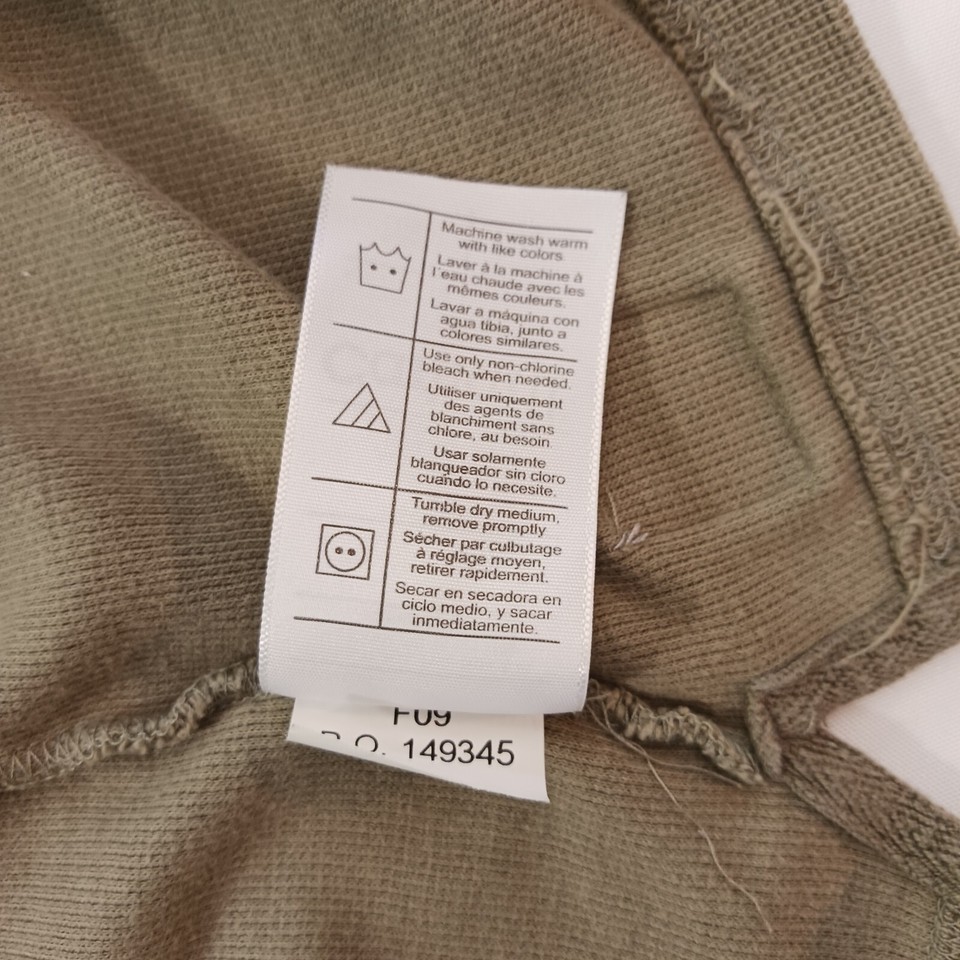 Machine wash warm
with like colors
Laver à la machine à
l'eau chaude avec les
mêmes couleurs.
Lavar a máquina con
agua tibia, junto a
colores similares.
Use only non-chlorine
bleach when needed.
Utiliser uniquement
des agents de
blanchiment sans
chlore, au besoin
Usar solamente
blanqueador sin cloro
cuando lo necesite.
Tumble dry medium,
remove promptly
Sécher par culbutage
à réglage moyen,
retirer rapidement.
Secar en secadora en
ciclo medio, y sacar
inmediatamente.
F09
P.O. 149345